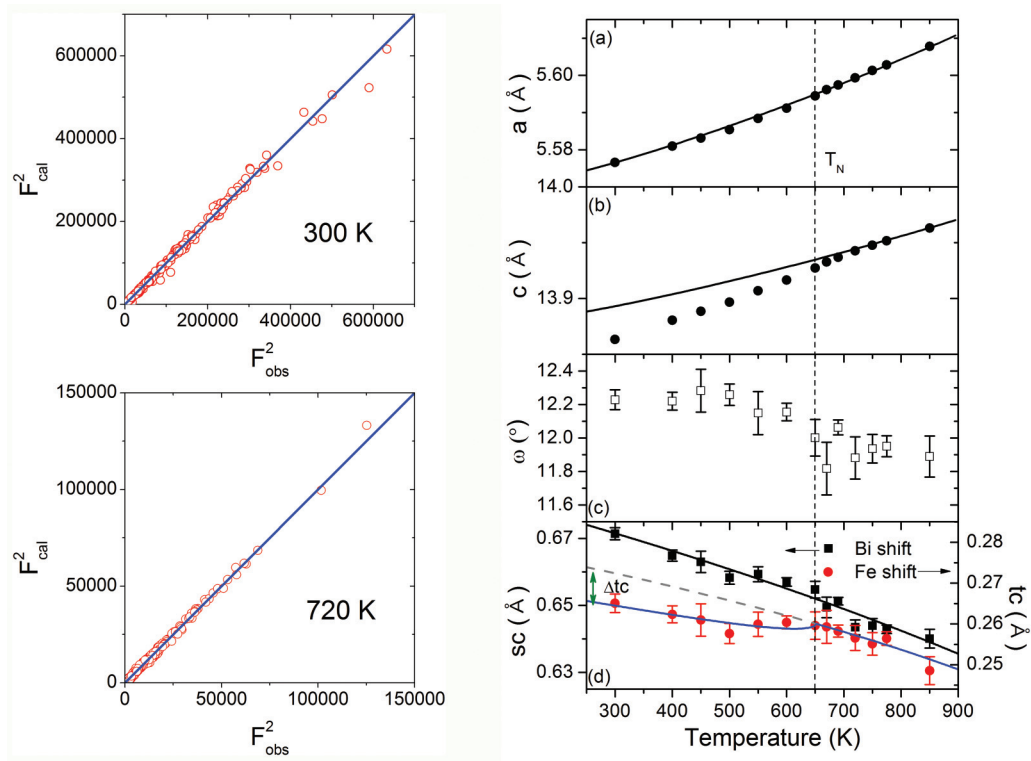 600000
400000
200000
0
F²cal
300 K
0 200000 400000 600000
F²obs
150000
100000
50000
0
F²cal
720 K
0 50000 100000 150000
F²obs
(a)
5.60
5.58
a ( Å )
T_N
14.0
(b)
13.9
c ( Å )
12.4
12.2
12.0
11.8
11.6
ω (°)
(c)
0.67
0.65
0.63
sc ( Å )
Bi shift
Fe shift
Δtc
0.28
0.27
0.26
0.25
tc ( Å )
(d)
300 400 500 600 700 800 900
Temperature (K)